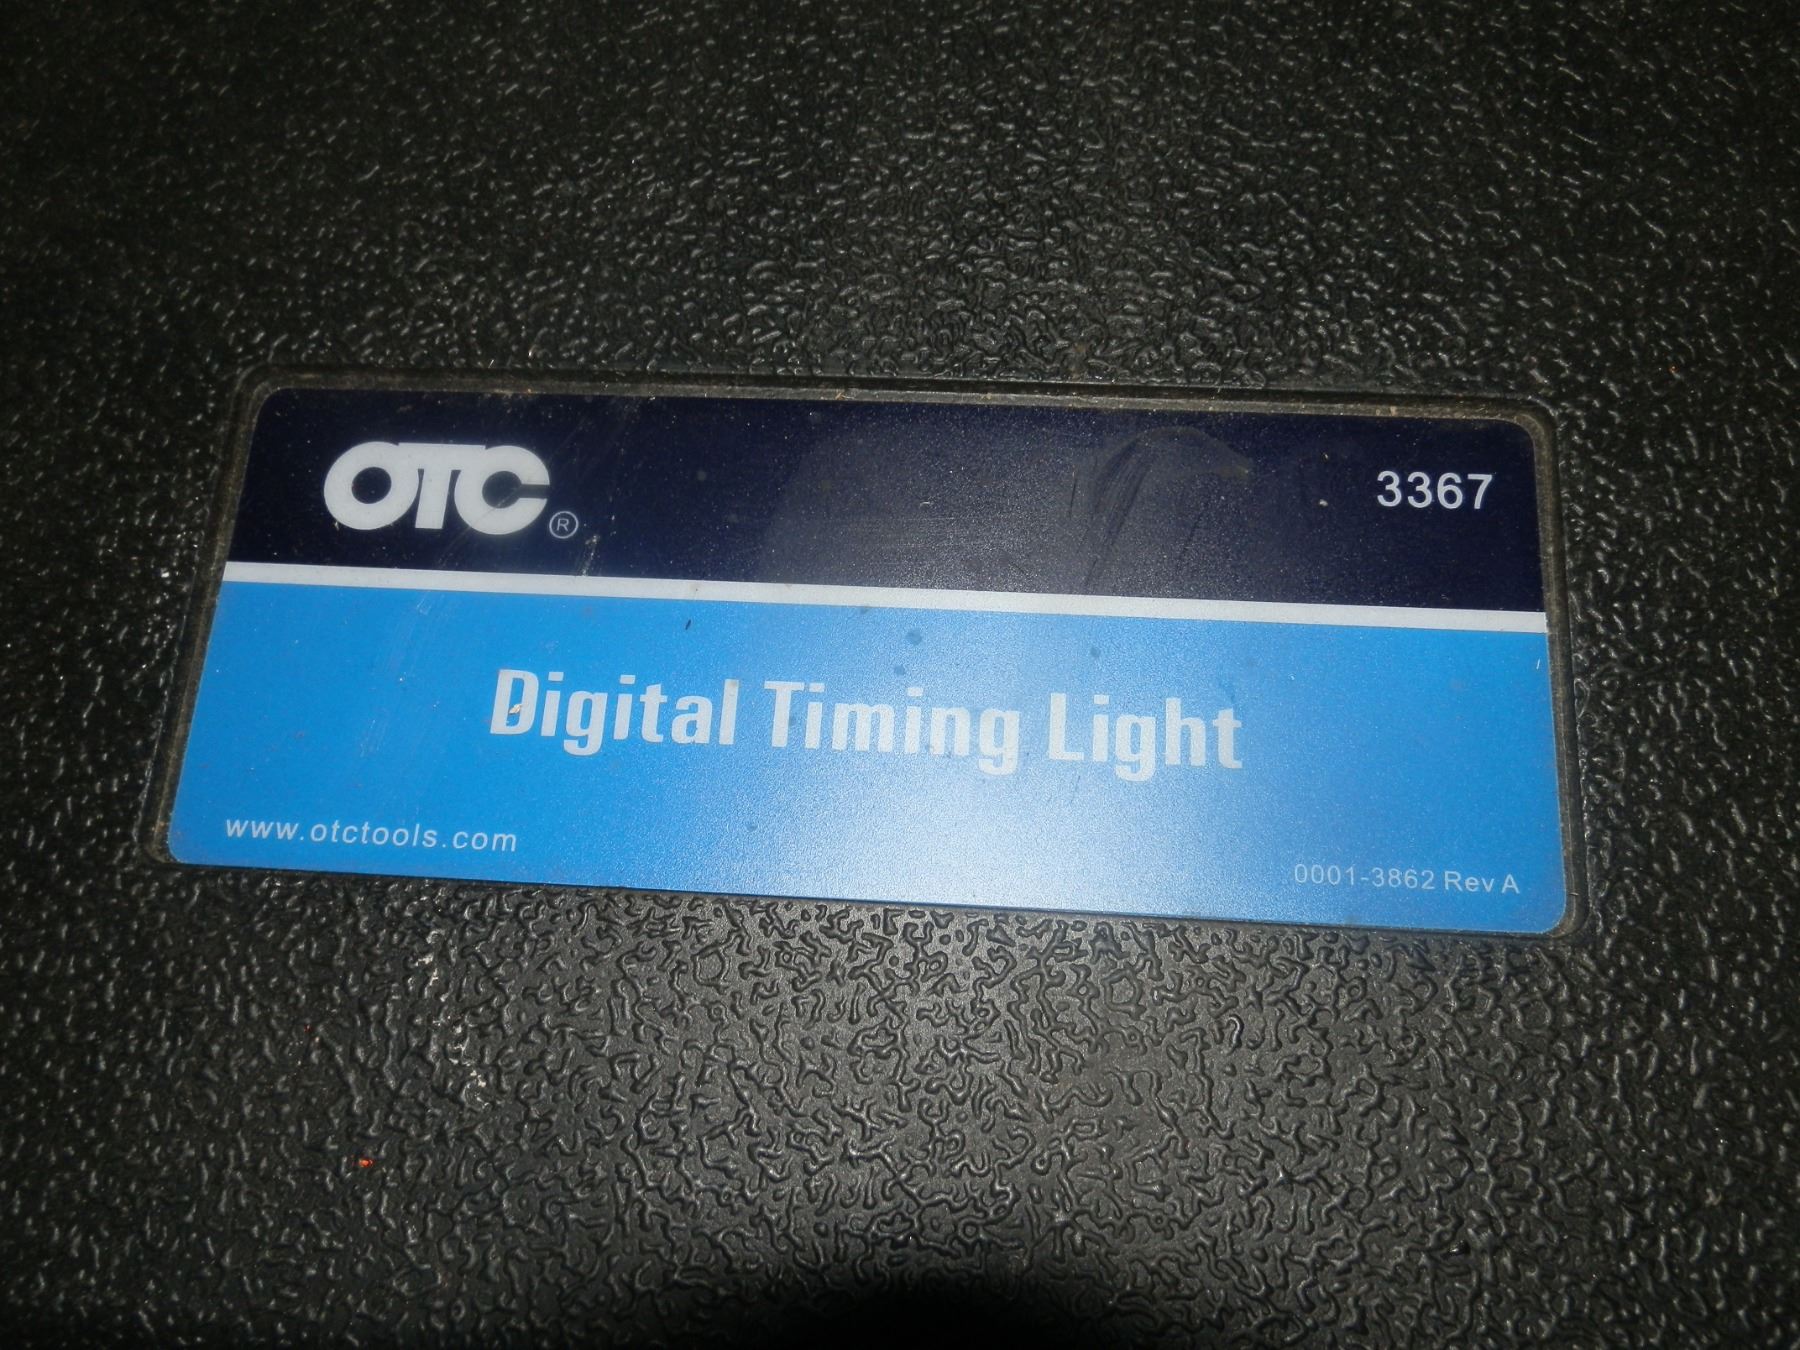 OTC®
3367
Digital Timing Light
www.otctools.com
0001-3862 Rev A